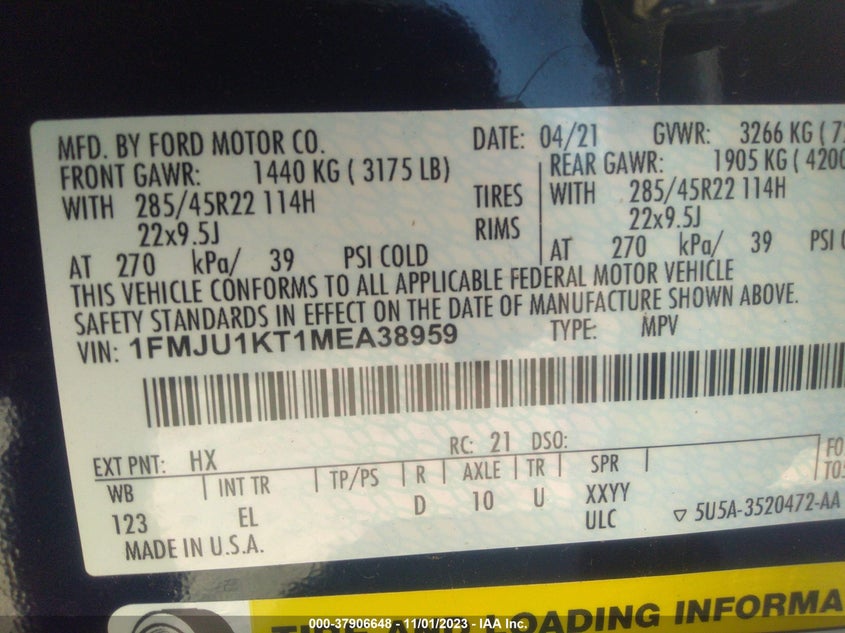 MFD. BY FORD MOTOR CO. DATE: 04/21 GVWR: 3266 KG (
FRONT GAWR: 1440 KG ( 3175 LB) REAR GAWR: 1905 KG ( 4200
WITH 285/45R22 114H TIRES WITH 285/45R22 114H
22x9.5J RIMS 22x9.5J
AT 270 kPa/ 39 PSI COLD AT 270 kPa/ 39 PSI
THIS VEHICLE CONFORMS TO ALL APPLICABLE FEDERAL MOTOR VEHICLE
SAFETY STANDARDS IN EFFECT ON THE DATE OF MANUFACTURE SHOWN ABOVE.
VIN: 1FMJU1KT1MEA38959 TYPE: MPV
EXT PNT: HX RC: 21 DSO:
WB INT TR TP/PS R AXLE TR SPR
123 EL D 10 U XXYY
ULC 5U5A-3520472-AA
MADE IN U.S.A.
TIRE AND LOADING INFORMA
000-37906648 - 11/01/2023 - IAA Inc.